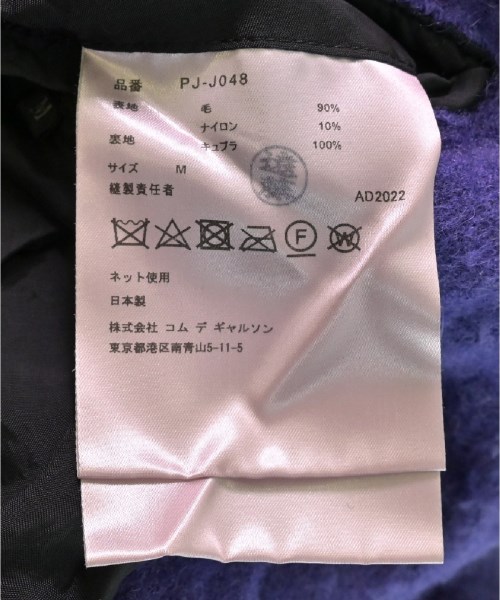 品番 PJ-J048
表地 毛 90%
ナイロン 10%
裏地 キュプラ 100%
サイズ M
縫製責任者
AD2022
F W
ネット使用
日本製
株式会社 コム デ ギャルソン
東京都港区南青山5-11-5